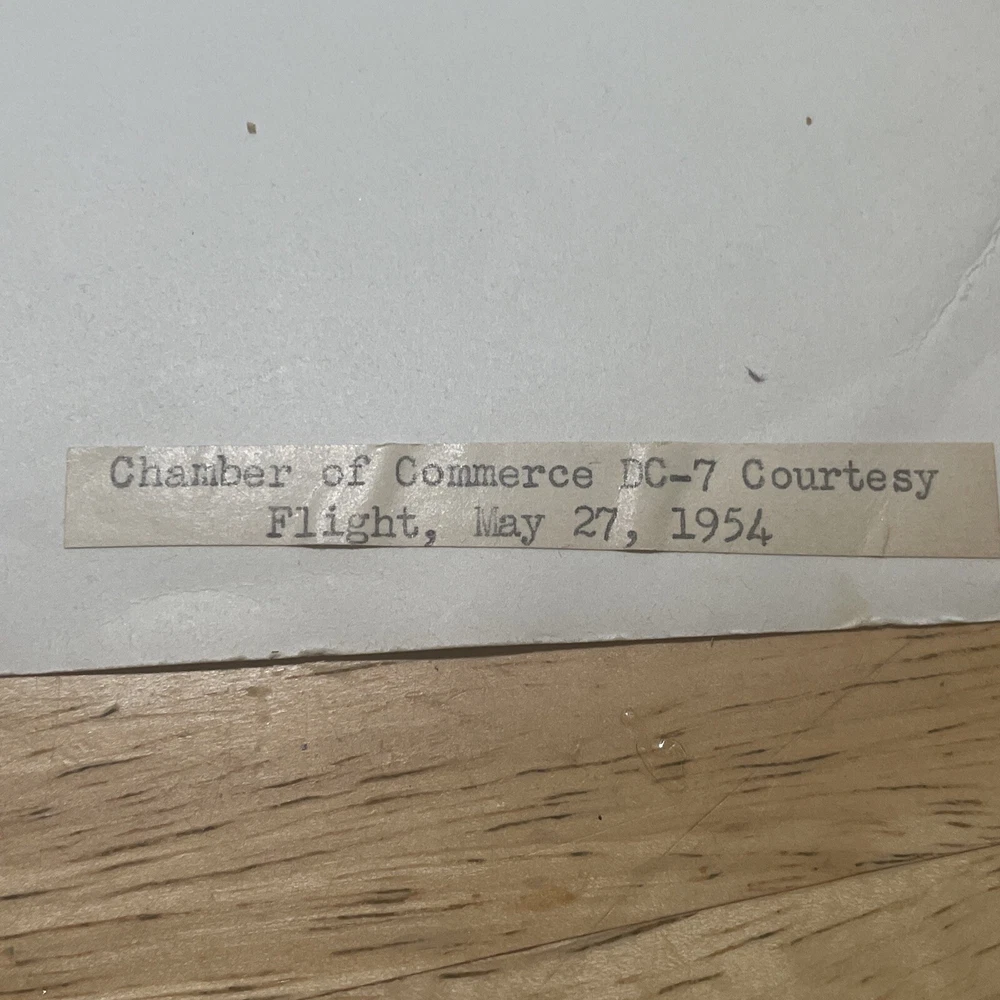 Chamber of Commerce DC-7 Courtesy
Flight, May 27, 1954